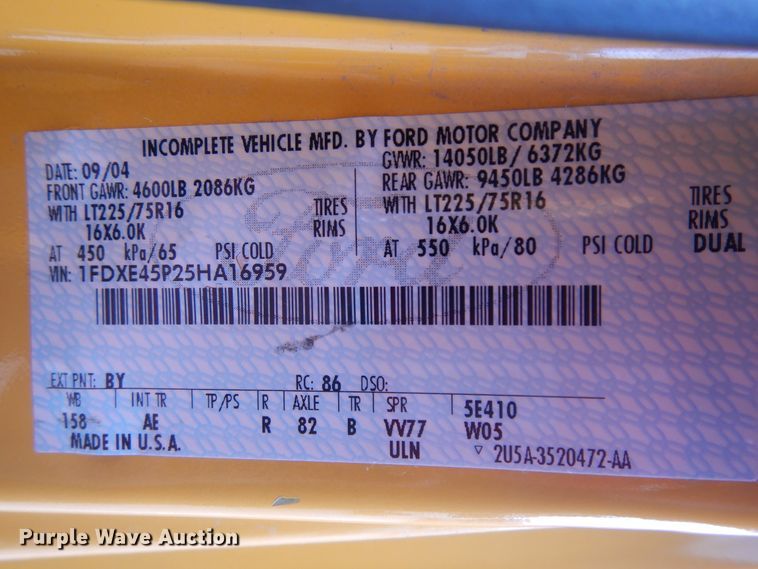 INCOMPLETE VEHICLE MFD. BY FORD MOTOR COMPANY
DATE: 09/04 GVWR: 14050LB/ 6372KG
FRONT GAWR: 4600LB 2086KG REAR GAWR: 9450LB 4286KG
WITH LT225/75R16 TIRES WITH LT225/75R16 TIRES
16X6.0K RIMS 16X6.0K RIMS
AT 450 kPa/65 PSI COLD AT 550 kPa/80 PSI COLD DUAL
VIN: 1FDXE45P25HA16959
Ford
EXT PNT: BY RC: 86 DSO:
WB INT TR TP/PS R AXLE TR SPR 5E410
158 AE R 82 B VV77 W05
MADE IN U.S.A. ULN ▽ 2U5A-3520472-AA
Purple Wave Auction